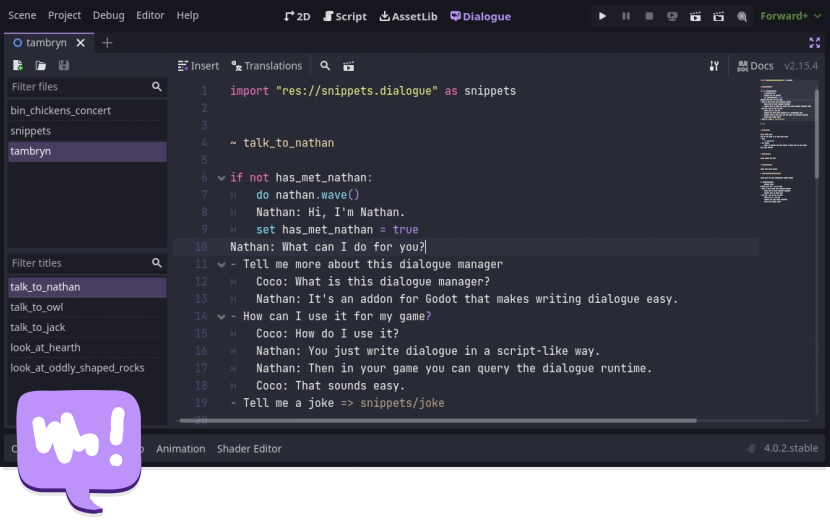 Scene Project Debug Editor Help
2D Script AssetLib Dialogue
Forward+
tambryn
Insert Translations
Docs v2.15.4
Filter files
bin_chickens_concert
snippets
tambryn
Filter titles
talk_to_nathan
talk_to_owl
talk_to_jack
look_at_hearth
look_at_oddly_shaped_rocks
1 import "res://snippets.dialogue" as snippets
2
3
4 ~ talk_to_nathan
5
6 if not has_met_nathan:
7 do nathan.wave()
8 Nathan: Hi, I'm Nathan.
9 set has_met_nathan = true
10 Nathan: What can I do for you?
11 - Tell me more about this dialogue manager
12 Coco: What is this dialogue manager?
13 Nathan: It's an addon for Godot that makes writing dialogue easy.
14 - How can I use it for my game?
15 Coco: How do I use it?
16 Nathan: You just write dialogue in a script-like way.
17 Nathan: Then in your game you can query the dialogue runtime.
18 Coco: That sounds easy.
19 - Tell me a joke => snippets/joke
20
Animation Shader Editor
4.0.2.stable